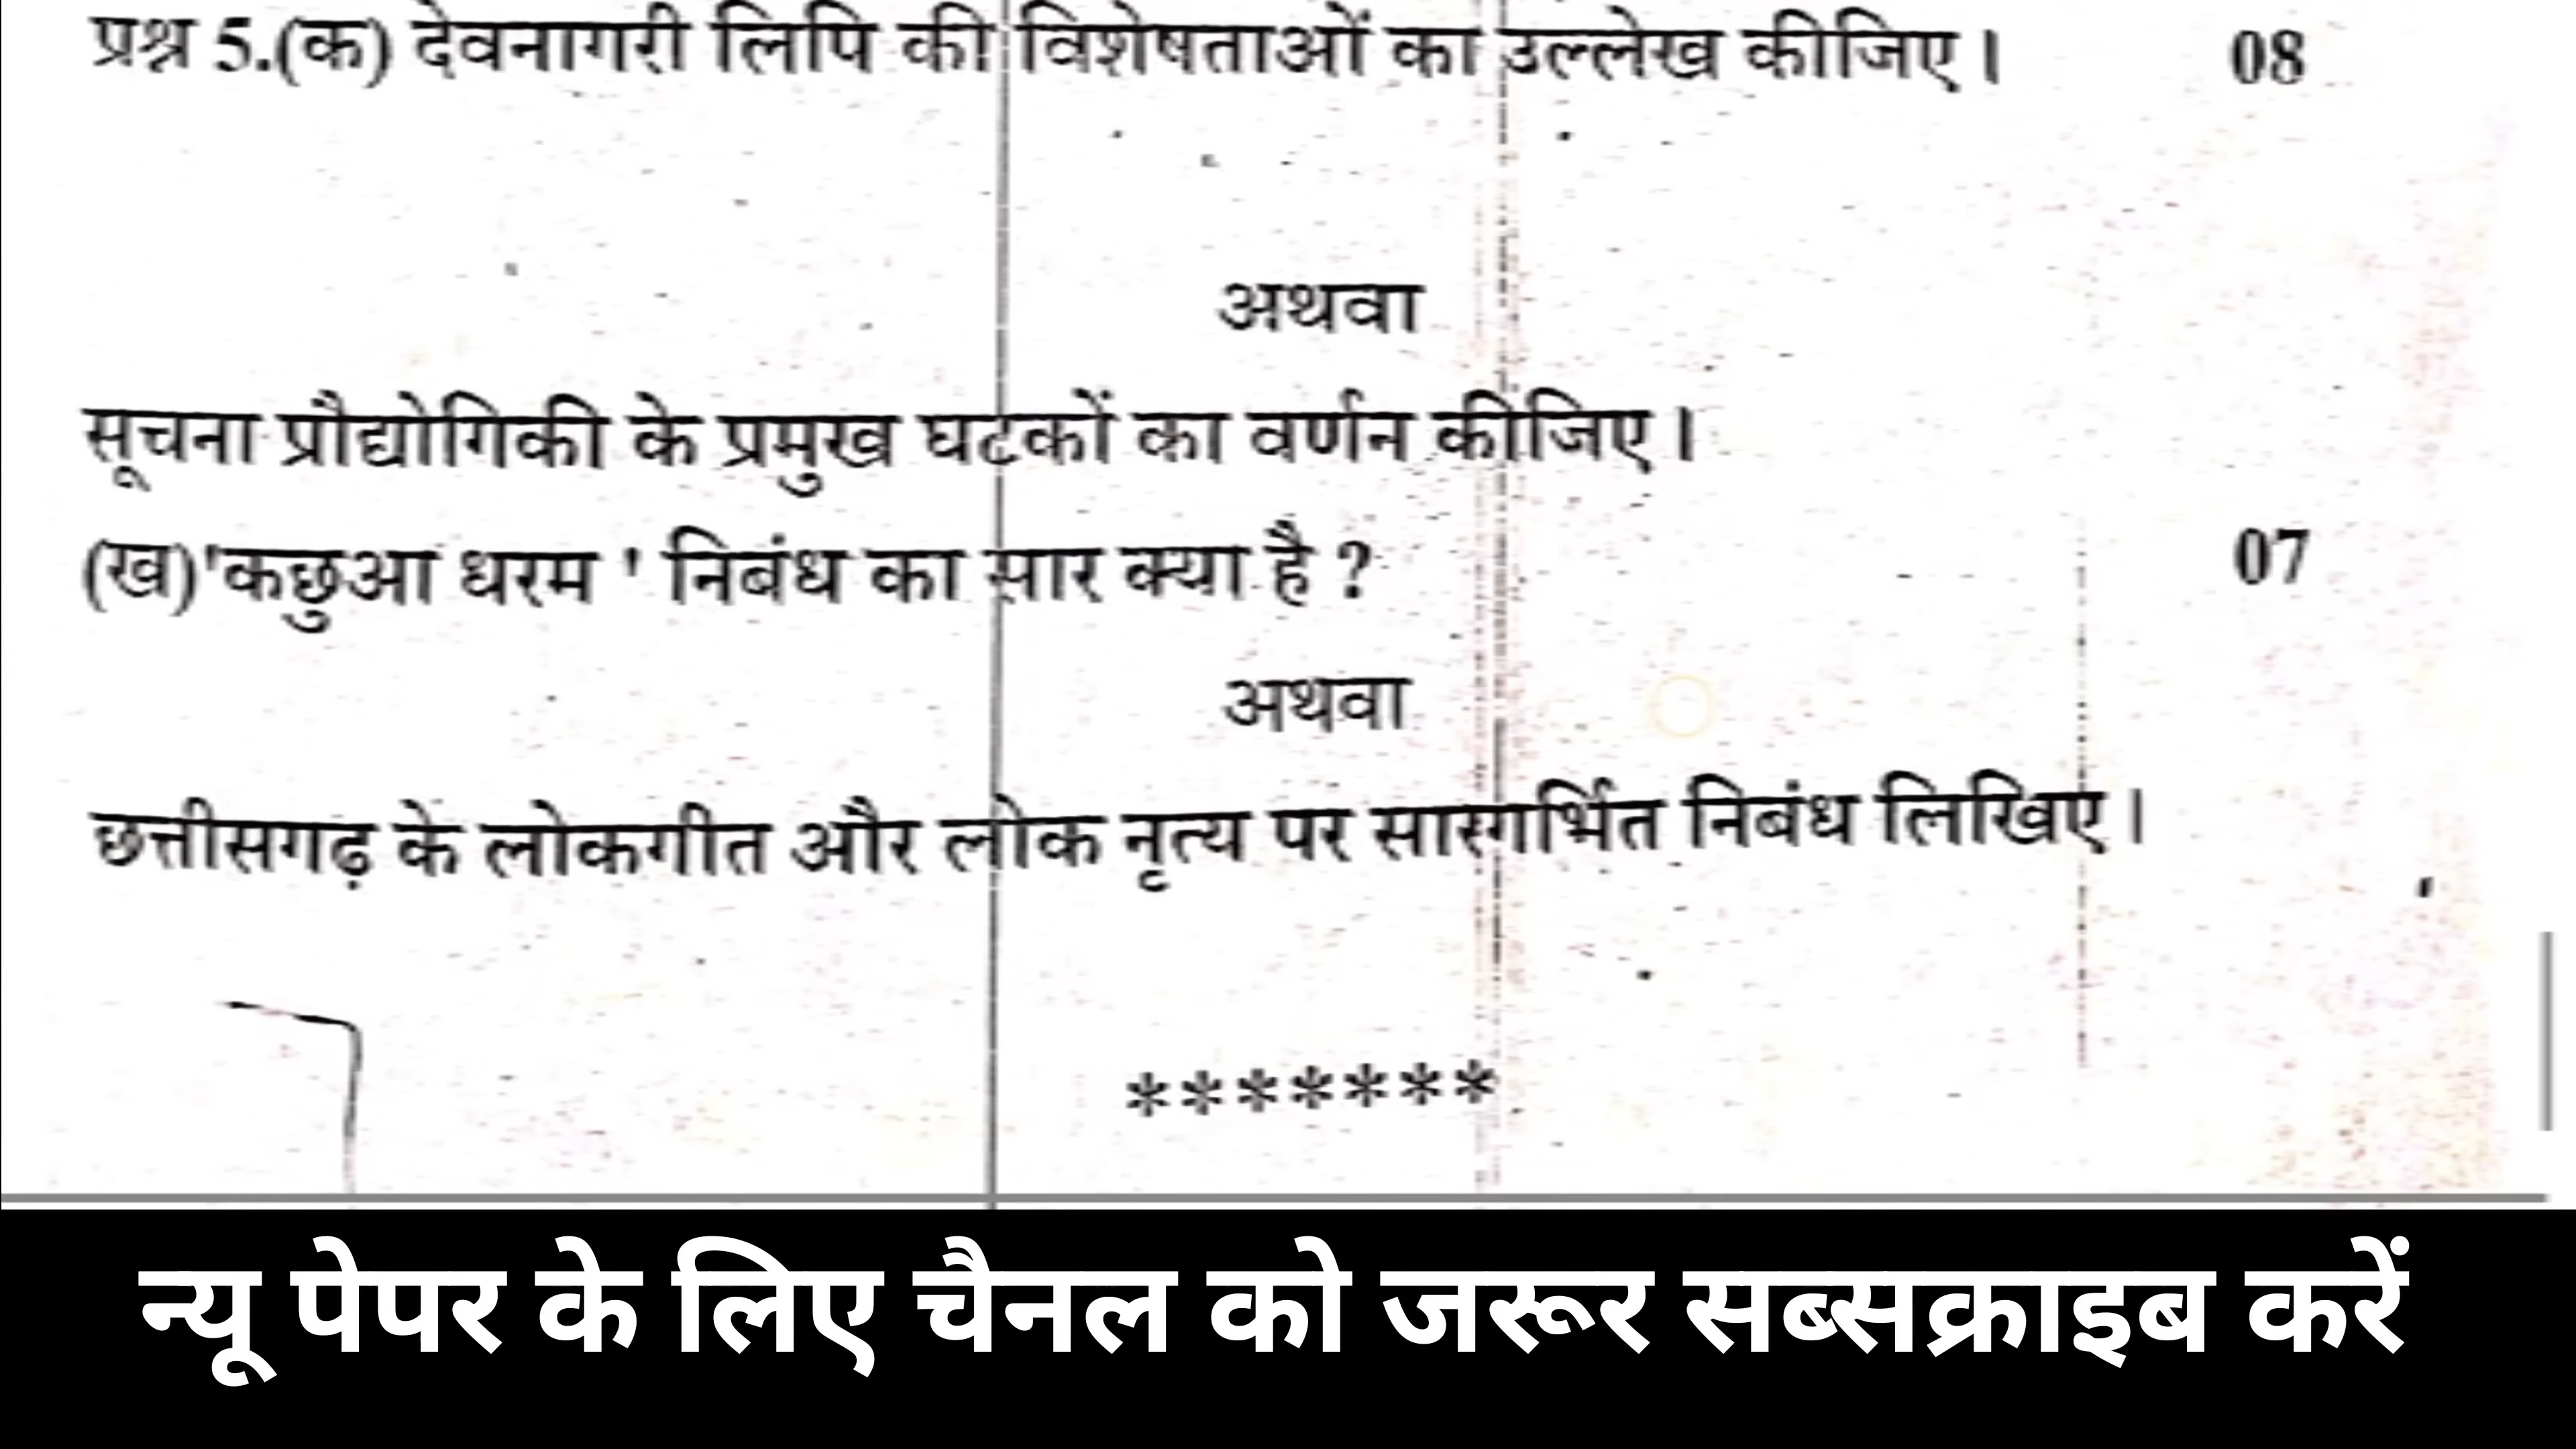 प्रश्न 5.(क) देवनागरी लिपि की विशेषताओं का उल्लेख कीजिए। 08
अथवा
सूचना प्रौद्योगिकी के प्रमुख घटकों का वर्णन कीजिए।
(ख)'कछुआ धरम ' निबंध का सार क्या है ? 07
अथवा
छत्तीसगढ़ के लोकगीत और लोक नृत्य पर सारगर्भित निबंध लिखिए।
*******
न्यू पेपर के लिए चैनल को जरूर सब्सक्राइब करें